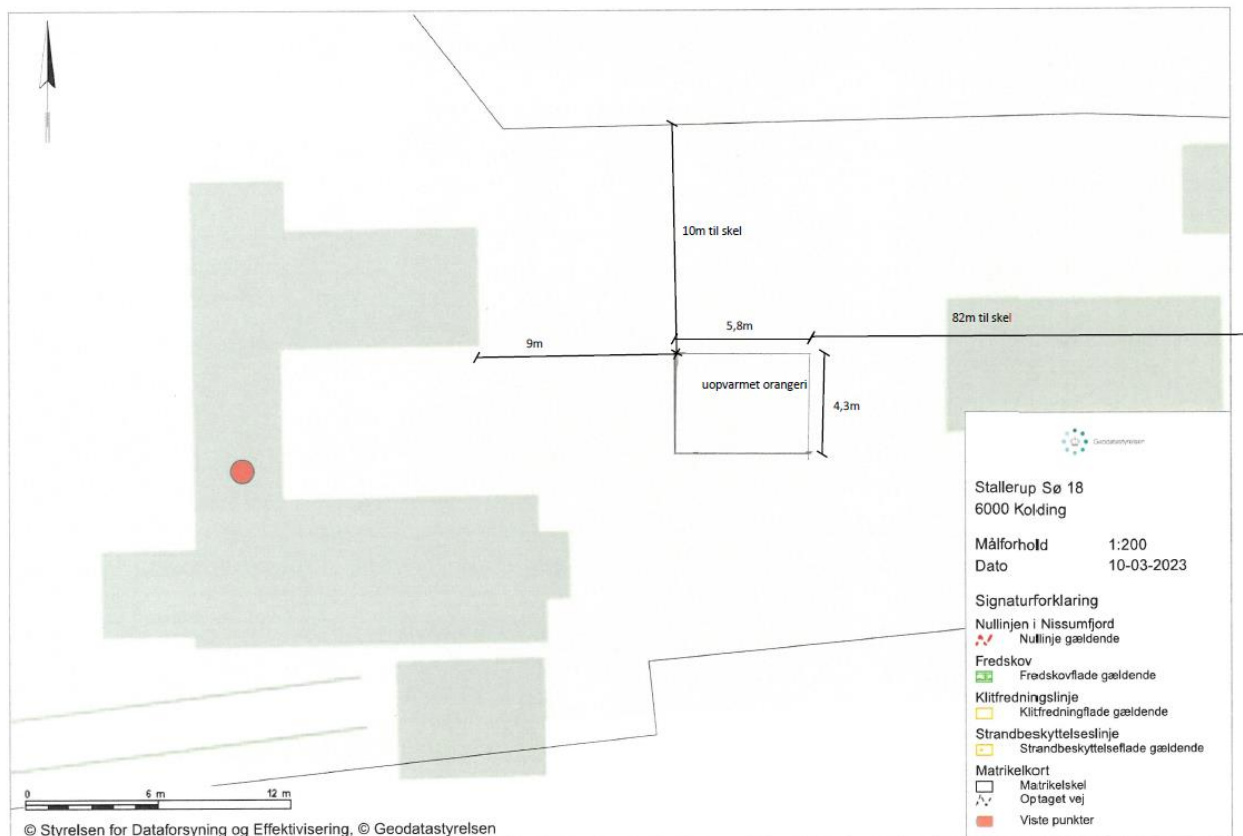 10m til skel
5,8m
82m til skel
9m
uopvarmet orangeri
4,3m
Geodatastyrelsen
Stallerup Sø 18
6000 Kolding
Målforhold 1:200
Dato 10-03-2023
Signaturforklaring
Nullinjen i Nissumfjord
Nullinje gældende
Fredskov
Fredskovflade gældende
Klitfredningslinje
Klitfredningflade gældende
Strandbeskyttelseslinje
Strandbeskyttelseflade gældende
Matrikelkort
Matrikelskel
Optaget vej
Viste punkter
0 6 m 12 m
© Styrelsen for Dataforsyning og Effektivisering, © Geodatastyrelsen